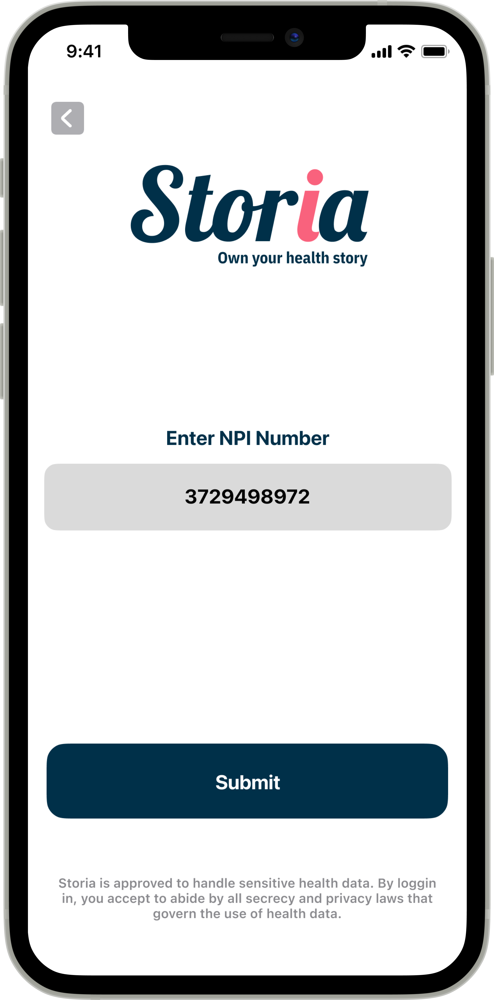 9:41
Storia
Own your health story
Enter NPI Number
3729498972
Submit
Storia is approved to handle sensitive health data. By loggin
in, you accept to abide by all secrecy and privacy laws that
govern the use of health data.